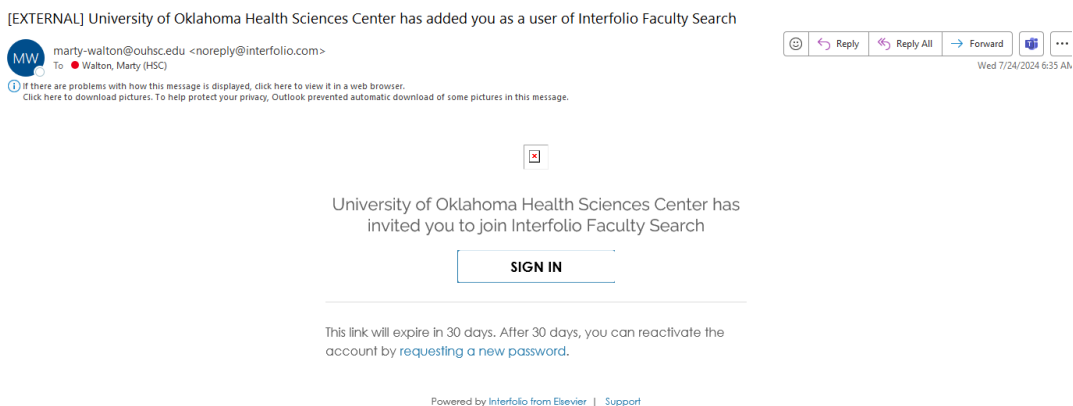 [EXTERNAL] University of Oklahoma Health Sciences Center has added you as a user of Interfolio Faculty Search
MW
marty-walton@ouhsc.edu <noreply@interfolio.com>
To Walton, Marty (HSC)
Reply
Reply All
Forward
Wed 7/24/2024 6:35 AM
If there are problems with how this message is displayed, click here to view it in a web browser.
Click here to download pictures. To help protect your privacy, Outlook prevented automatic download of some pictures in this message.
University of Oklahoma Health Sciences Center has
invited you to join Interfolio Faculty Search
SIGN IN
This link will expire in 30 days. After 30 days, you can reactivate the
account by requesting a new password.
Powered by Interfolio from Elsevier | Support